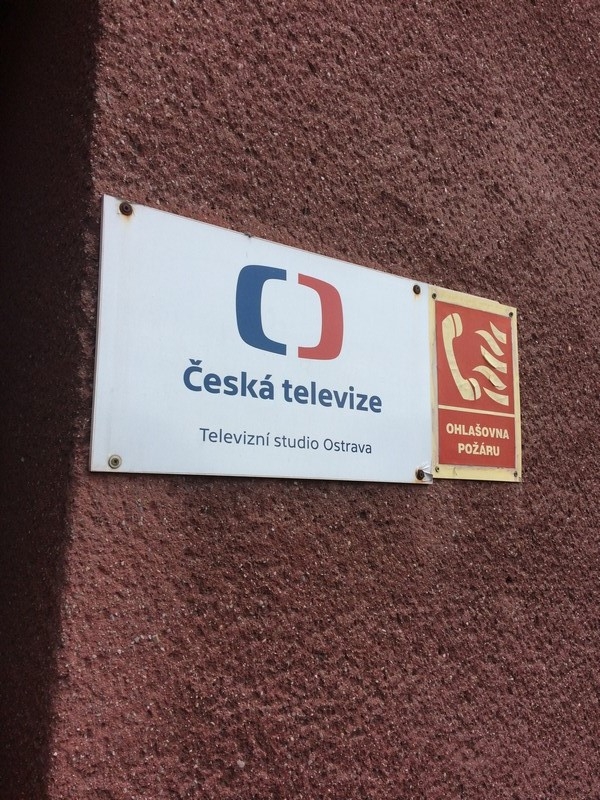 Česká televize
Televizní studio Ostrava
OHLAŠOVNA
POŽÁRU